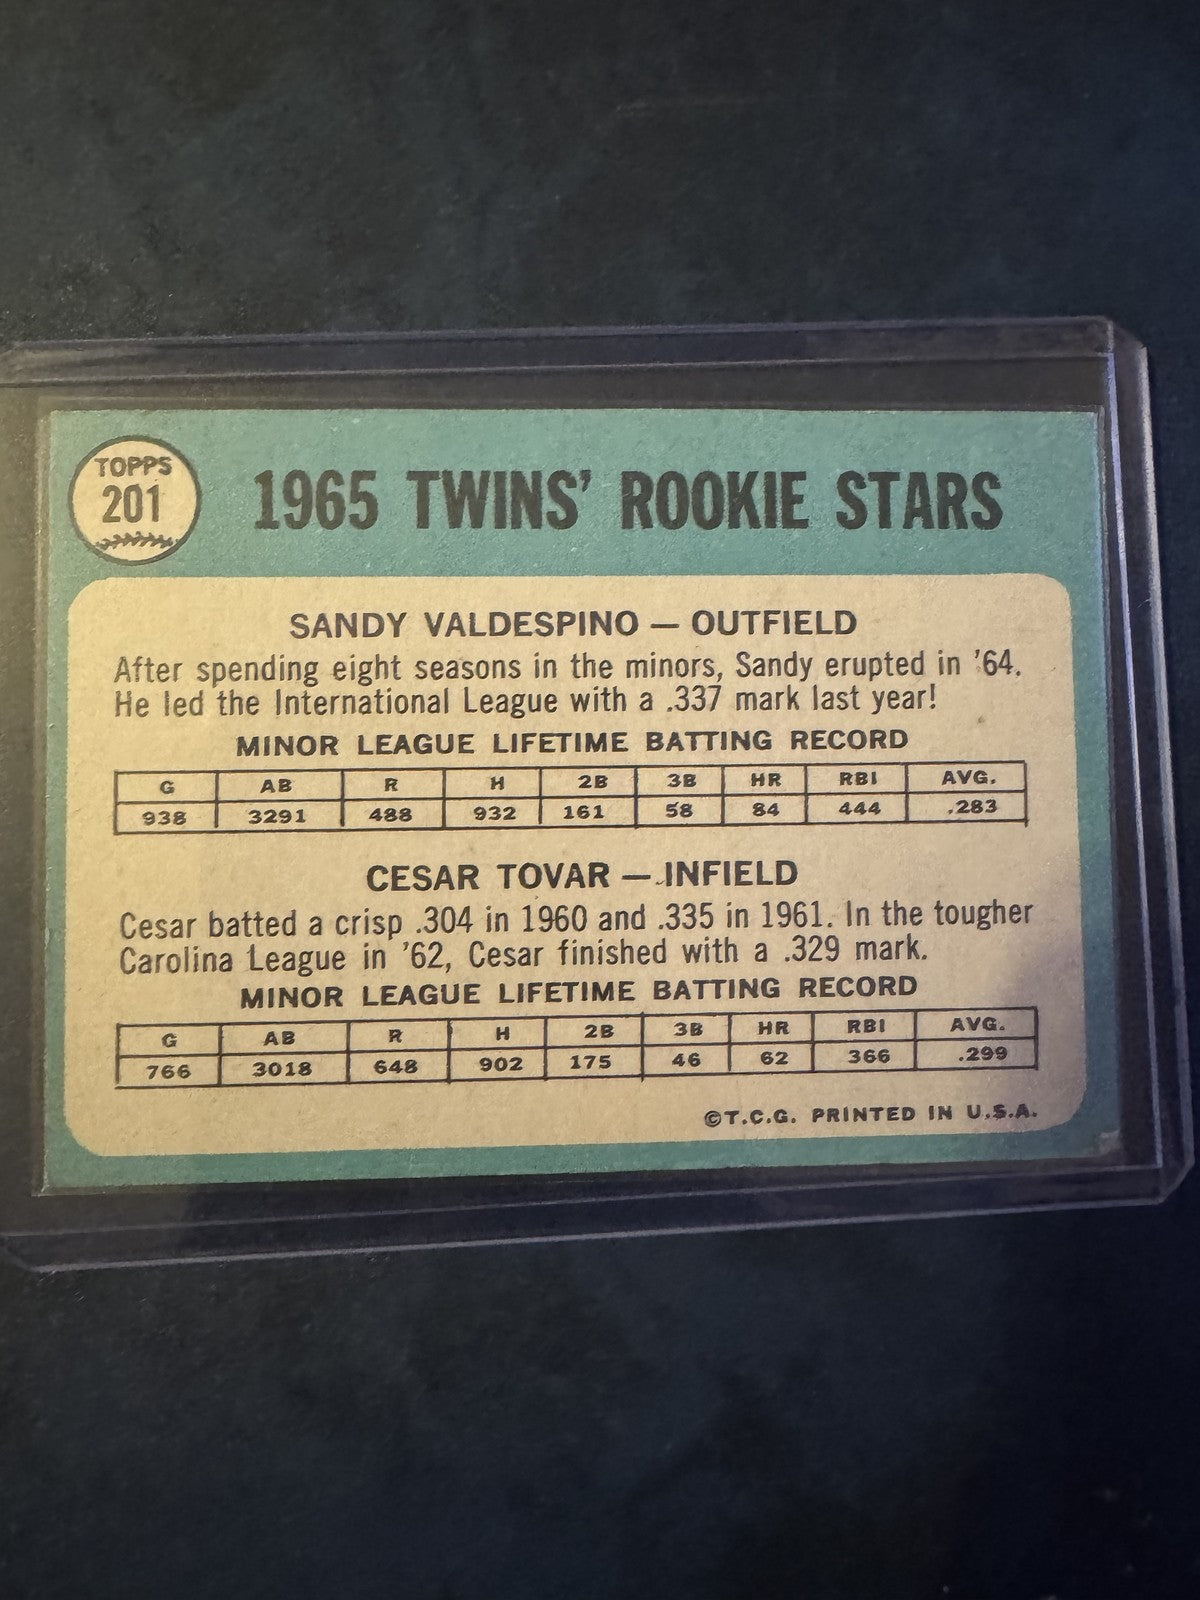 TOPPS
201
1965 TWINS' ROOKIE STARS
SANDY VALDESPINO — OUTFIELD
After spending eight seasons in the minors, Sandy erupted in '64.
He led the International League with a .337 mark last year!
MINOR LEAGUE LIFETIME BATTING RECORD
G AB R H 2B 3B HR RBI AVG.
938 3291 488 932 161 58 84 444 .283
CESAR TOVAR — INFIELD
Cesar batted a crisp .304 in 1960 and .335 in 1961. In the tougher
Carolina League in '62, Cesar finished with a .329 mark.
MINOR LEAGUE LIFETIME BATTING RECORD
G AB R H 2B 3B HR RBI AVG.
766 3018 648 902 175 46 62 366 .299
©T.C.G. PRINTED IN U.S.A.